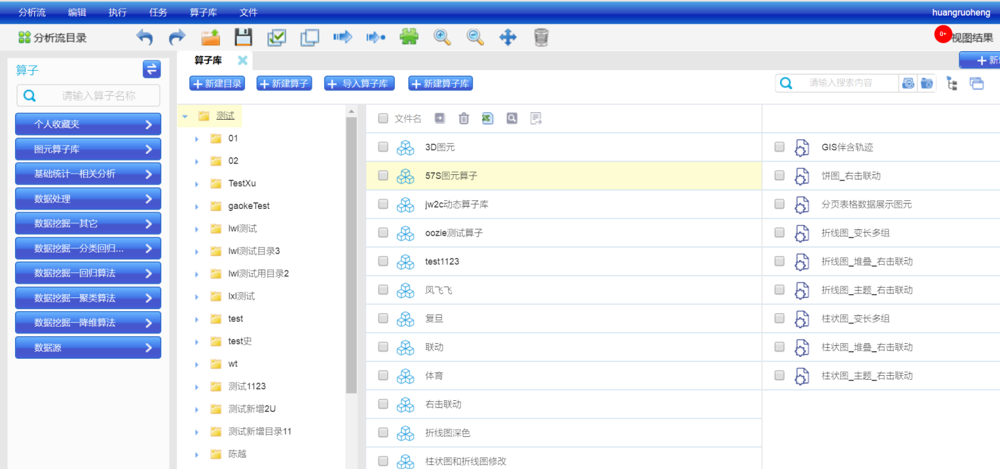 分析流 编辑 执行 任务 算子库 文件 huangruoheng
分析流目录 0+ 视图结果
算子
请输入算子名称
个人收藏夹
图元算子库
基础统计—相关分析
数据处理
数据挖掘—其它
数据挖掘—分类回归...
数据挖掘—回归算法
数据挖掘—聚类算法
数据挖掘—降维算法
数据源
算子库
新建目录 新建算子 导入算子库 新建算子库
请输入搜索内容
测试
01
02
TestXu
gaokeTest
lwl测试
lwl测试目录3
lwl测试用目录2
lxl测试
test
test史
wt
测试1123
测试新增2U
测试新增目录11
陈越
文件名
3D图元
57S图元算子
jw2c动态算子库
oozie测试算子
test1123
凤飞飞
复旦
联动
体育
右击联动
折线图深色
柱状图和折线图修改
GIS伴含轨迹
饼图_右击联动
分页表格数据展示图元
折线图_变长多组
折线图_堆叠_右击联动
折线图_主题_右击联动
柱状图_变长多组
柱状图_堆叠_右击联动
柱状图_主题_右击联动